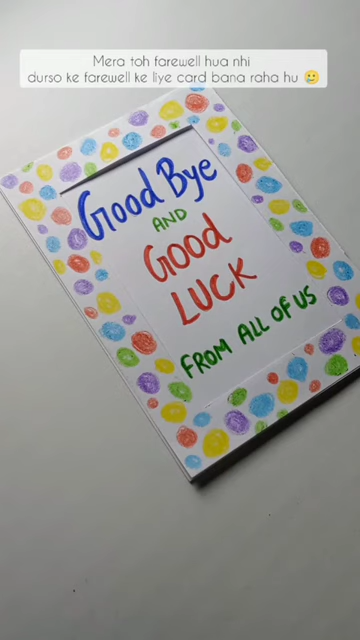 Mera toh farewell hua nhi
durso ke farewell ke liye card bana raha hu 🥲
Good Bye
AND
GOOD
LUCK
FROM ALL OF US